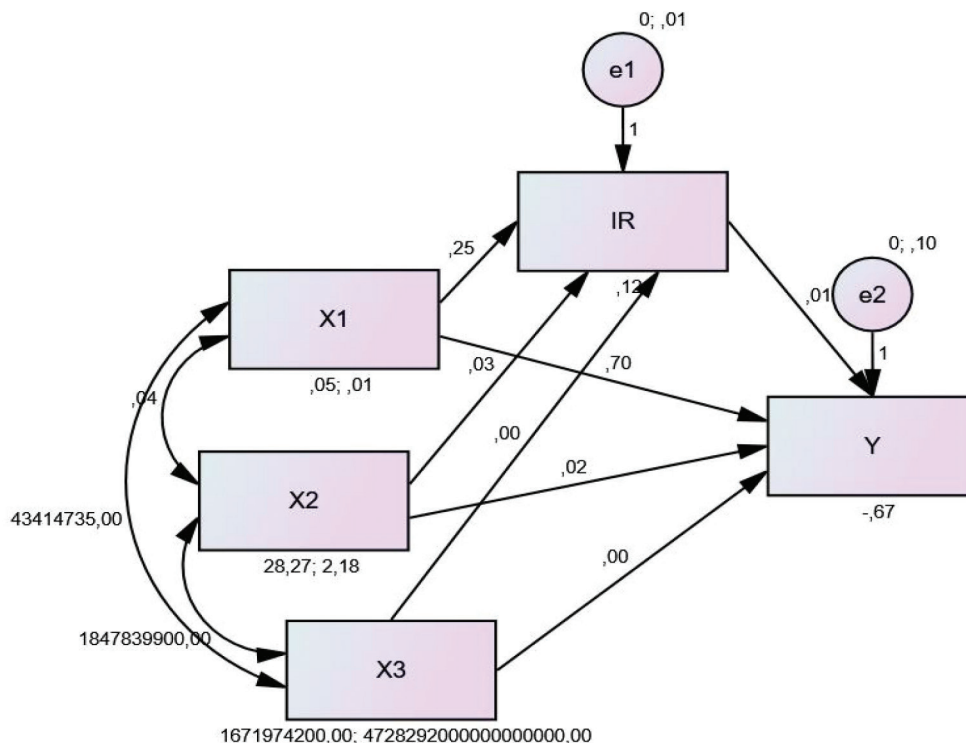 0; ,01
e1
1
IR
,12
,25
0; ,10
e2
,01
1
X1
,05; ,01
,03
,70
,04
,00
Y
-,67
X2
28,27; 2,18
,02
43414735,00
,00
1847839900,00
X3
1671974200,00; 4728292000000000000,00